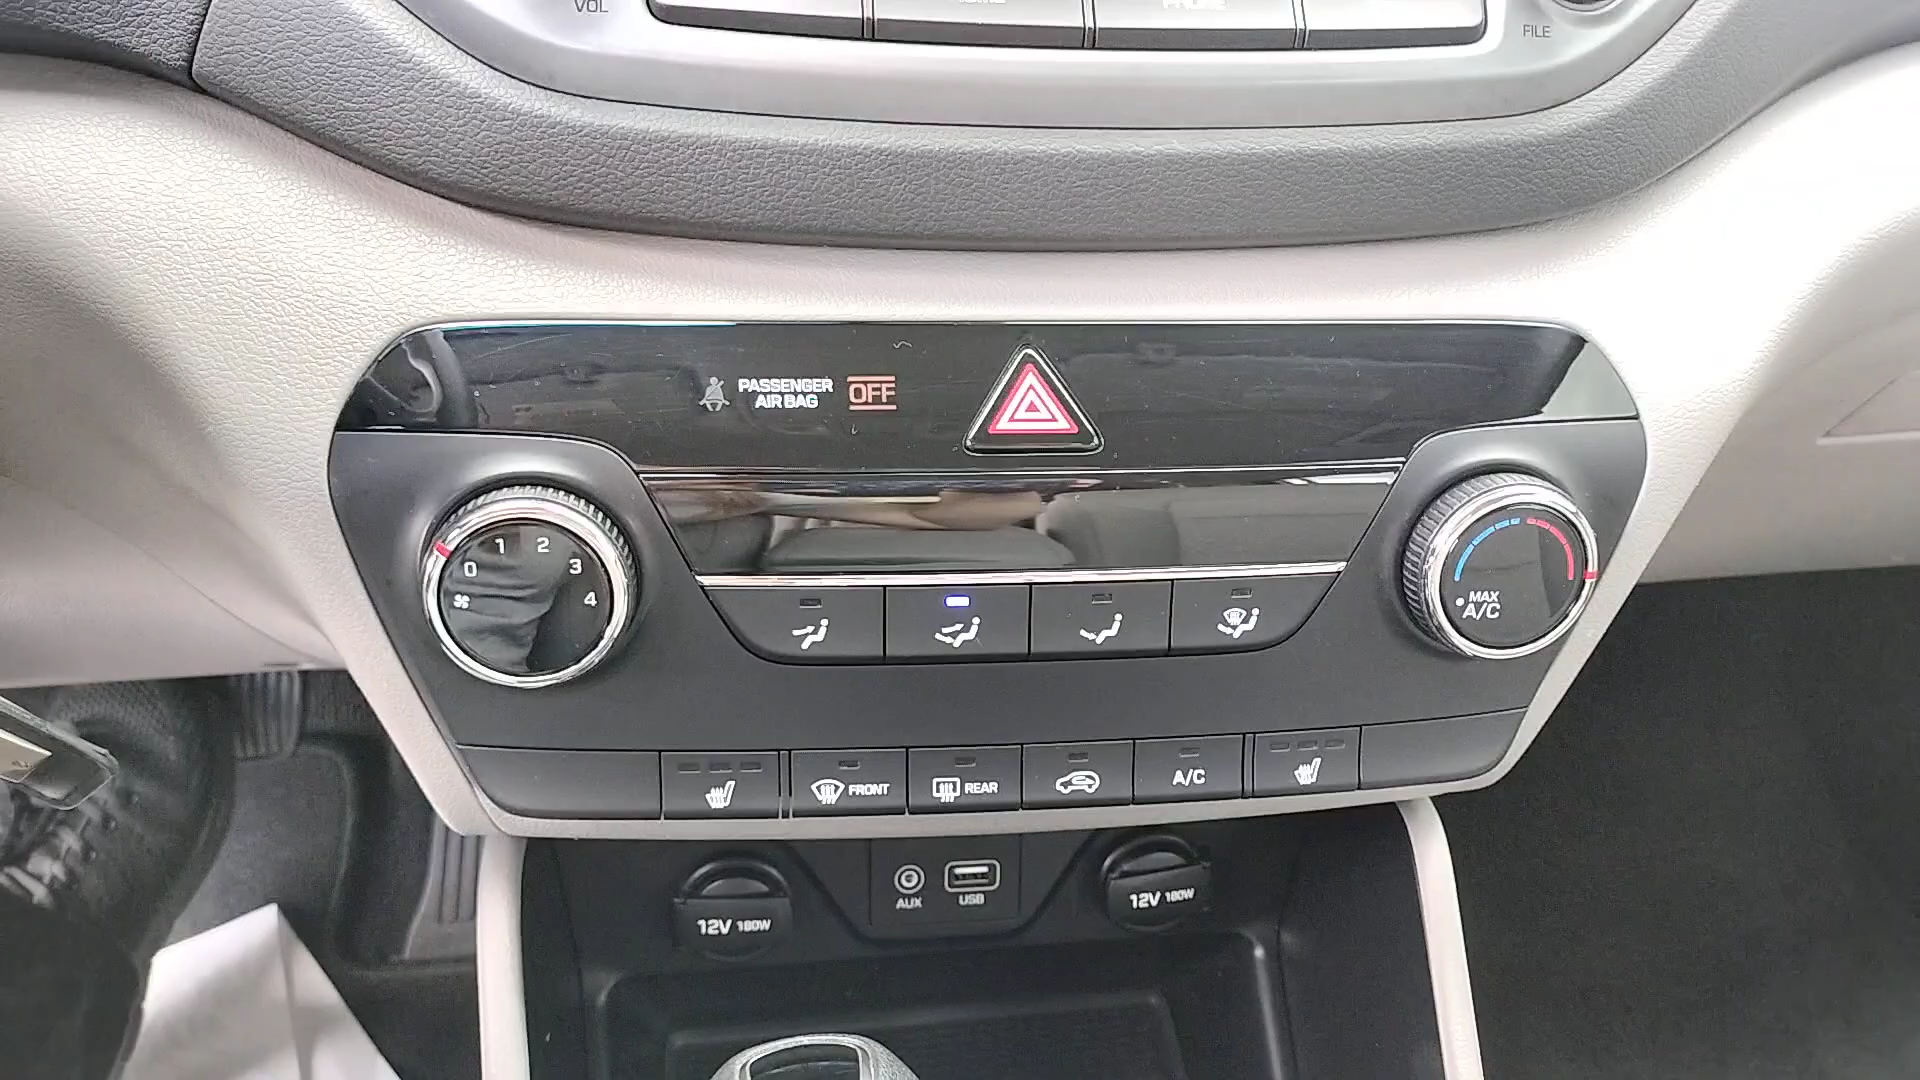 VOL
FILE
PASSENGER
AIR BAG
OFF
0 1 2 3 4
MAX
A/C
FRONT
REAR
A/C
AUX
USB
12V 180W
12V 180W